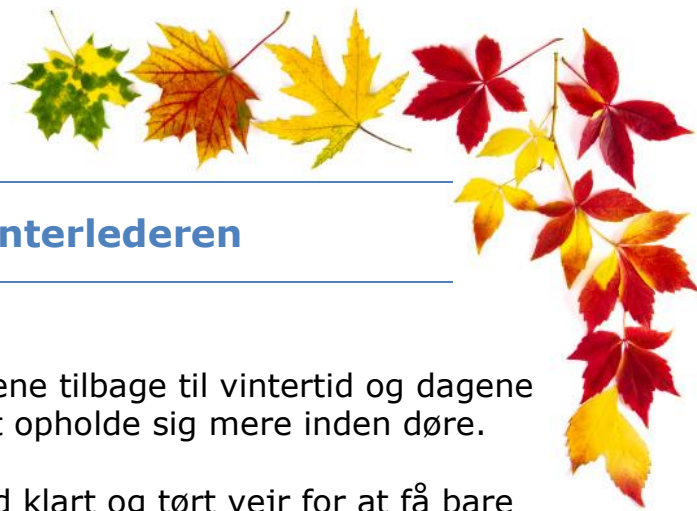 nterlederen
ene tilbage til vintertid og dagene
t opholde sig mere inden døre.
d klart og tørt vejr for at få bare